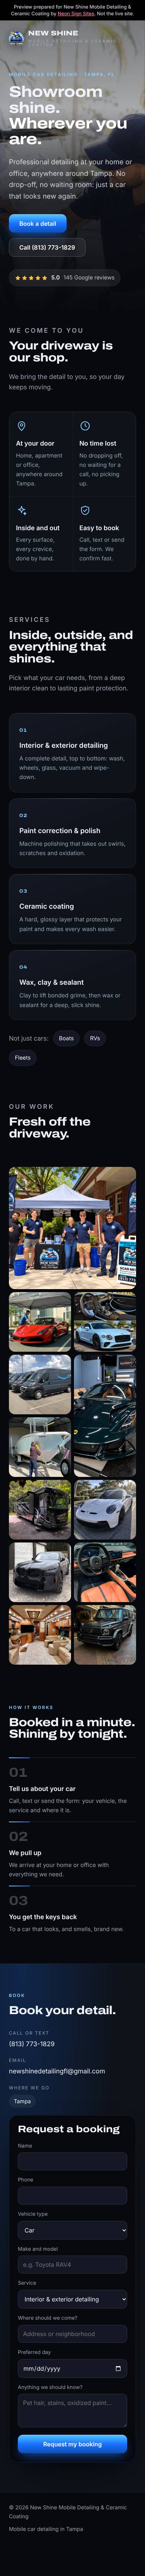 Preview prepared for New Shine Mobile Detailing &
Ceramic Coating by Neon Sign Sites. Not the live site.
NEW SHINE
MOBILE DETAILING & CERAMIC
COATING
MOBILE CAR DETAILING · TAMPA, FL
Showroom
shine.
Wherever you
are.
Professional detailing at your home or
office, anywhere around Tampa. No
drop-off, no waiting room: just a car
that looks new again.
Book a detail
Call (813) 773-1829
★★★★★ 5.0 145 Google reviews
WE COME TO YOU
Your driveway is
our shop.
We bring the detail to you, so your day
keeps moving.
At your door
Home, apartment
or office,
anywhere around
Tampa.
No time lost
No dropping off,
no waiting for a
call, no picking
up.
Inside and out
Every surface,
every crevice,
done by hand.
Easy to book
Call, text or send
the form. We
confirm fast.
SERVICES
Inside, outside, and
everything that
shines.
Pick what your car needs, from a deep
interior clean to lasting paint protection.
01
Interior & exterior detailing
A complete detail, top to bottom: wash,
wheels, glass, vacuum and wipe-
down.
02
Paint correction & polish
Machine polishing that takes out swirls,
scratches and oxidation.
03
Ceramic coating
A hard, glossy layer that protects your
paint and makes every wash easier.
04
Wax, clay & sealant
Clay to lift bonded grime, then wax or
sealant for a deep, slick shine.
Not just cars:
Boats
RVs
Fleets
OUR WORK
Fresh off the
driveway.
HOW IT WORKS
Booked in a minute.
Shining by tonight.
01
Tell us about your car
Call, text or send the form: your vehicle, the
service and where it is.
02
We pull up
We arrive at your home or office with
everything we need.
03
You get the keys back
To a car that looks, and smells, brand new.
BOOK
Book your detail.
CALL OR TEXT
(813) 773-1829
EMAIL
newshinedetailingfl@gmail.com
WHERE WE GO
Tampa
Request a booking
Name
Phone
Vehicle type
Car
Make and model
e.g. Toyota RAV4
Service
Interior & exterior detailing
Where should we come?
Address or neighborhood
Preferred day
mm/dd/yyyy
Anything we should know?
Pet hair, stains, oxidized paint...
Request my booking
© 2026 New Shine Mobile Detailing & Ceramic
Coating
Mobile car detailing in Tampa